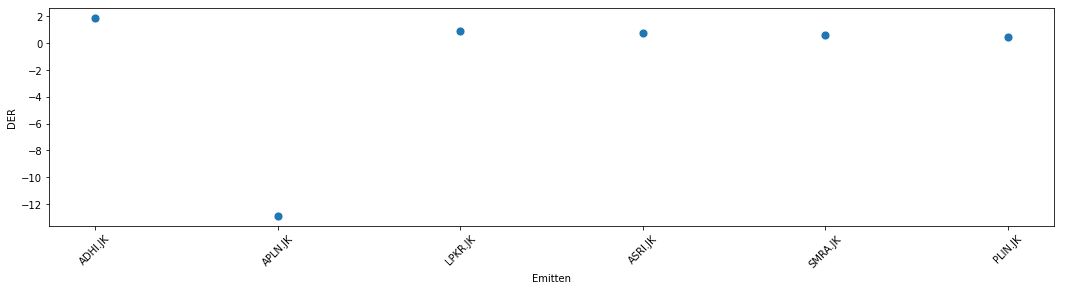 DER
2
0
−2
−4
−6
−8
−10
−12
ADHI.JK
APLN.JK
LPKR.JK
ASRI.JK
SMRA.JK
PLIN.JK
Emitten